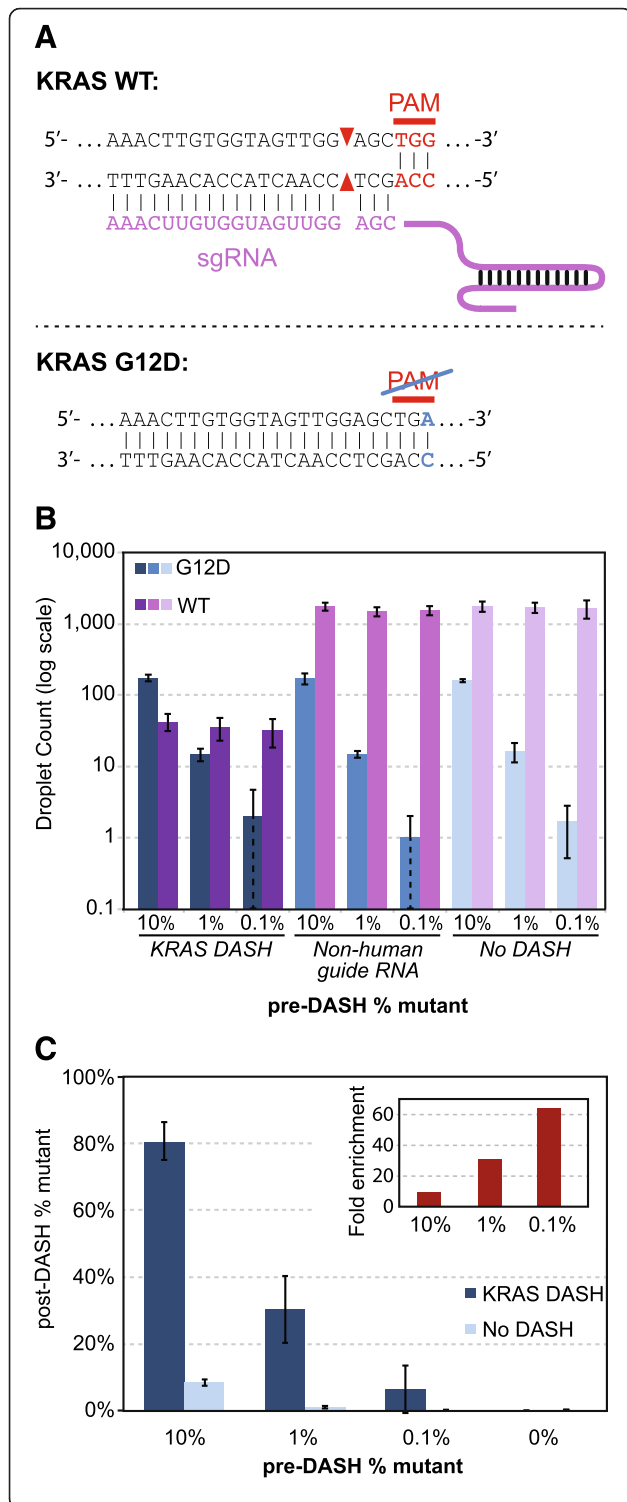 A
KRAS WT:
PAM
5′- ... AAACTTGTGGTAGTTGG AGCTGG ... -3′
3′- ... TTTGAACACCATCAACC TCGACC ... -5′
AAACUUGUGGUAGUUGG AGC
sgRNA
KRAS G12D:
PAM
5′- ... AAACTTGTGGTAGTTGGAGCTGA ... -3′
3′- ... TTTGAACACCATCAACCTCGACC ... -5′
B
Droplet Count (log scale)
10,000
1,000
100
10
1
0.1
G12D
WT
10% 1% 0.1% 10% 1% 0.1% 10% 1% 0.1%
KRAS DASH Non-human guide RNA No DASH
pre-DASH % mutant
C
post-DASH % mutant
100%
80%
60%
40%
20%
0%
Fold enrichment
60
40
20
0
10% 1% 0.1%
KRAS DASH
No DASH
10% 1% 0.1% 0%
pre-DASH % mutant